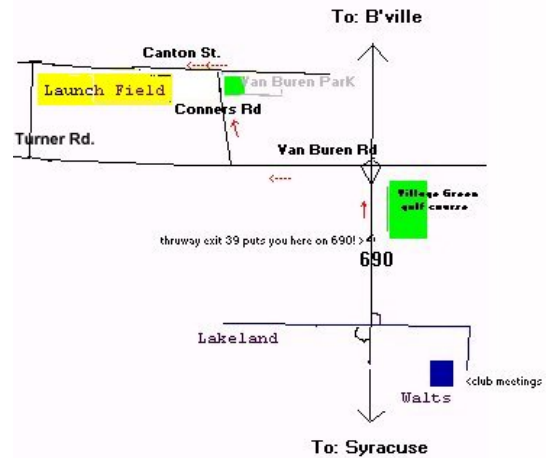 To: B'ville
Canton St.
Van Buren ParK
Launch Field
Conners Rd
Turner Rd.
Van Buren Rd
Village Green
golf course
thruway exit 39 puts you here on 690! >
690
Lakeland
<club meetings
Walts
To: Syracuse